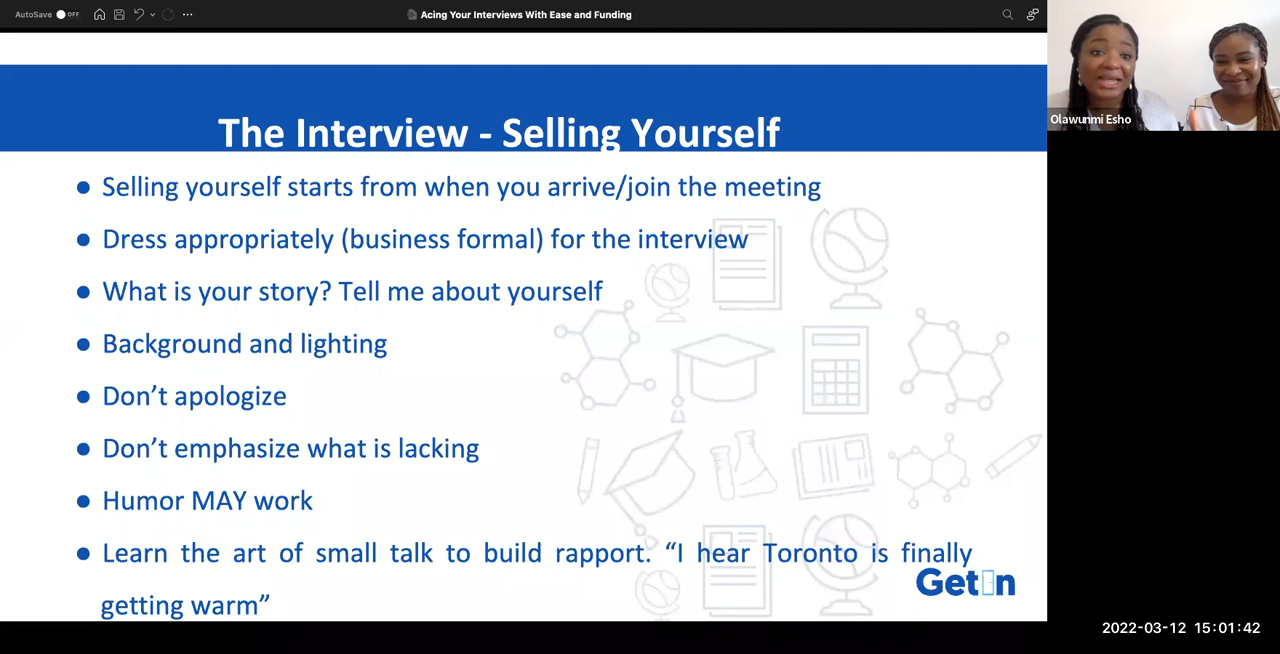 AutoSave OFF
Acing Your Interviews With Ease and Funding
The Interview - Selling Yourself
● Selling yourself starts from when you arrive/join the meeting
● Dress appropriately (business formal) for the interview
● What is your story? Tell me about yourself
● Background and lighting
● Don’t apologize
● Don’t emphasize what is lacking
● Humor MAY work
● Learn the art of small talk to build rapport. “I hear Toronto is finally
getting warm”
GetIn
Olawunmi Esho
2022-03-12 15:01:42